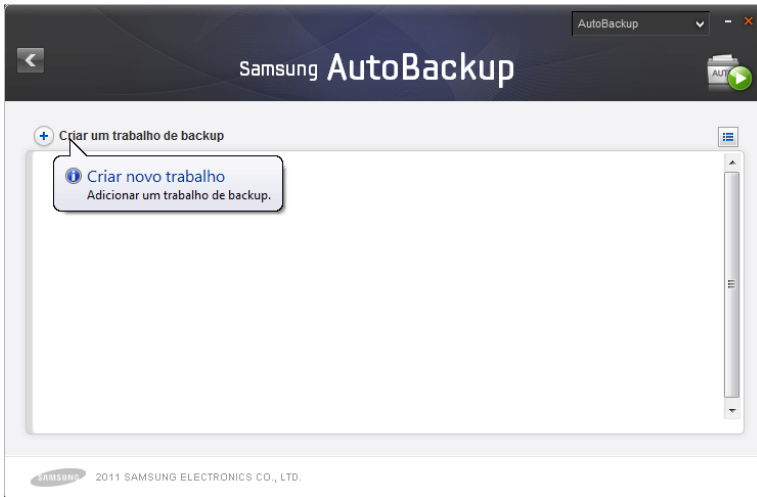 AutoBackup
Samsung AutoBackup
AUTO
Criar um trabalho de backup
Criar novo trabalho
Adicionar um trabalho de backup.
SAMSUNG 2011 SAMSUNG ELECTRONICS CO., LTD.